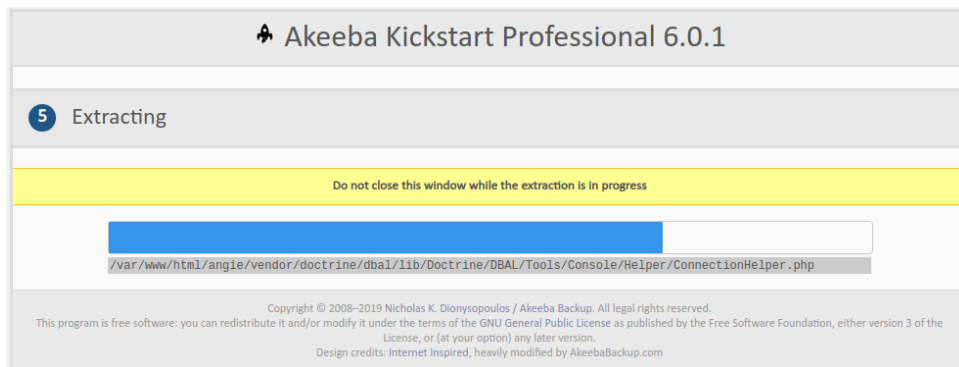 Akeeba Kickstart Professional 6.0.1
5 Extracting
Do not close this window while the extraction is in progress
/var/www/html/angie/vendor/doctrine/dbal/lib/Doctrine/DBAL/Tools/Console/Helper/ConnectionHelper.php
Copyright © 2008–2019 Nicholas K. Dionysopoulos / Akeeba Backup. All legal rights reserved.
This program is free software: you can redistribute it and/or modify it under the terms of the GNU General Public License as published by the Free Software Foundation, either version 3 of the
License, or (at your option) any later version.
Design credits: Internet Inspired, heavily modified by AkeebaBackup.com